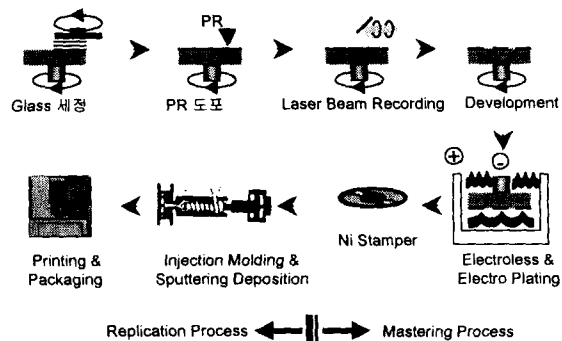 PR
Glass 세정
PR 도포
Laser Beam Recording
Development
+
-
Printing &
Packaging
Injection Molding &
Sputtering Deposition
Ni Stamper
Electroless &
Electro Plating
Replication Process
Mastering Process